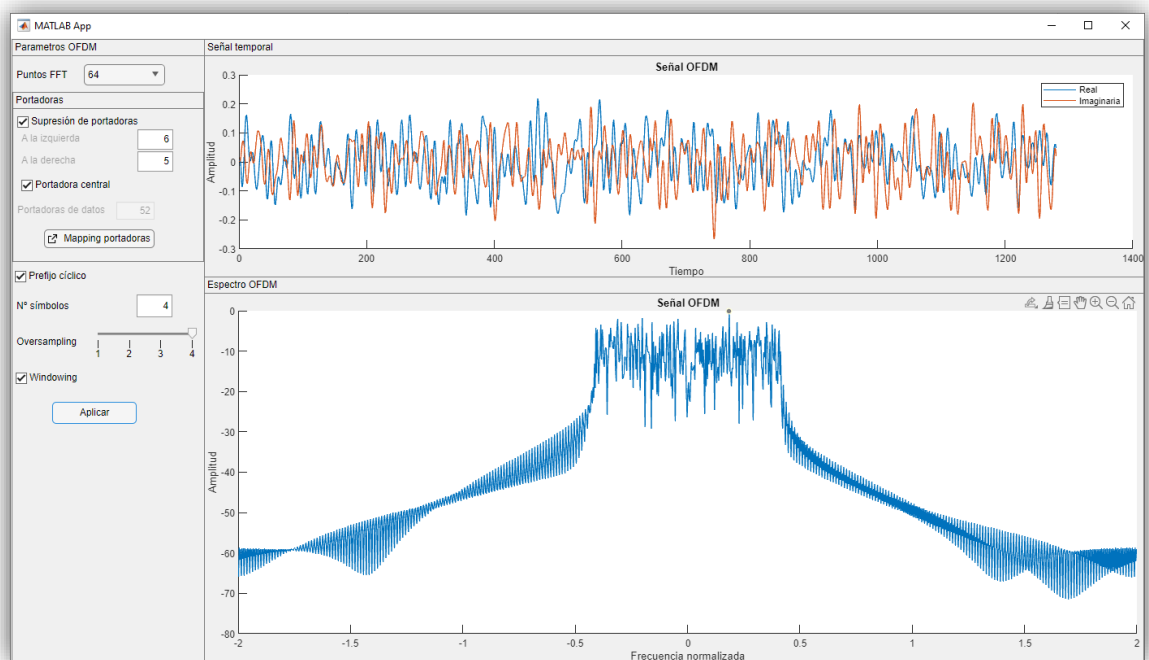 MATLAB App
Parametros OFDM
Puntos FFT 64
Portadoras
Supresión de portadoras
A la izquierda 6
A la derecha 5
Portadora central
Portadoras de datos 52
Mapping portadoras
Prefijo cíclico
Nº símbolos 4
Oversampling
1 2 3 4
Windowing
Aplicar
Señal temporal
Señal OFDM
Real
Imaginaria
Amplitud
0.3
0.2
0.1
0
-0.1
-0.2
-0.3
0 200 400 600 800 1000 1200 1400
Tiempo
Espectro OFDM
Señal OFDM
Amplitud
0
-10
-20
-30
-40
-50
-60
-70
-80
-2 -1.5 -1 -0.5 0 0.5 1 1.5 2
Frecuencia normalizada